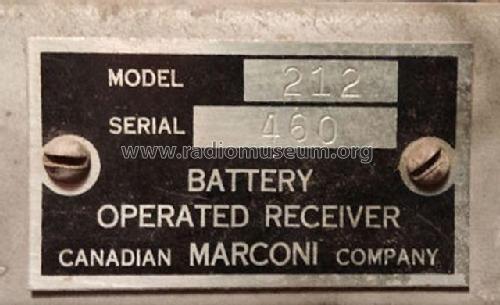 MODEL 212
SERIAL 460
www.radiomuseum.org
BATTERY
OPERATED RECEIVER
CANADIAN MARCONI COMPANY